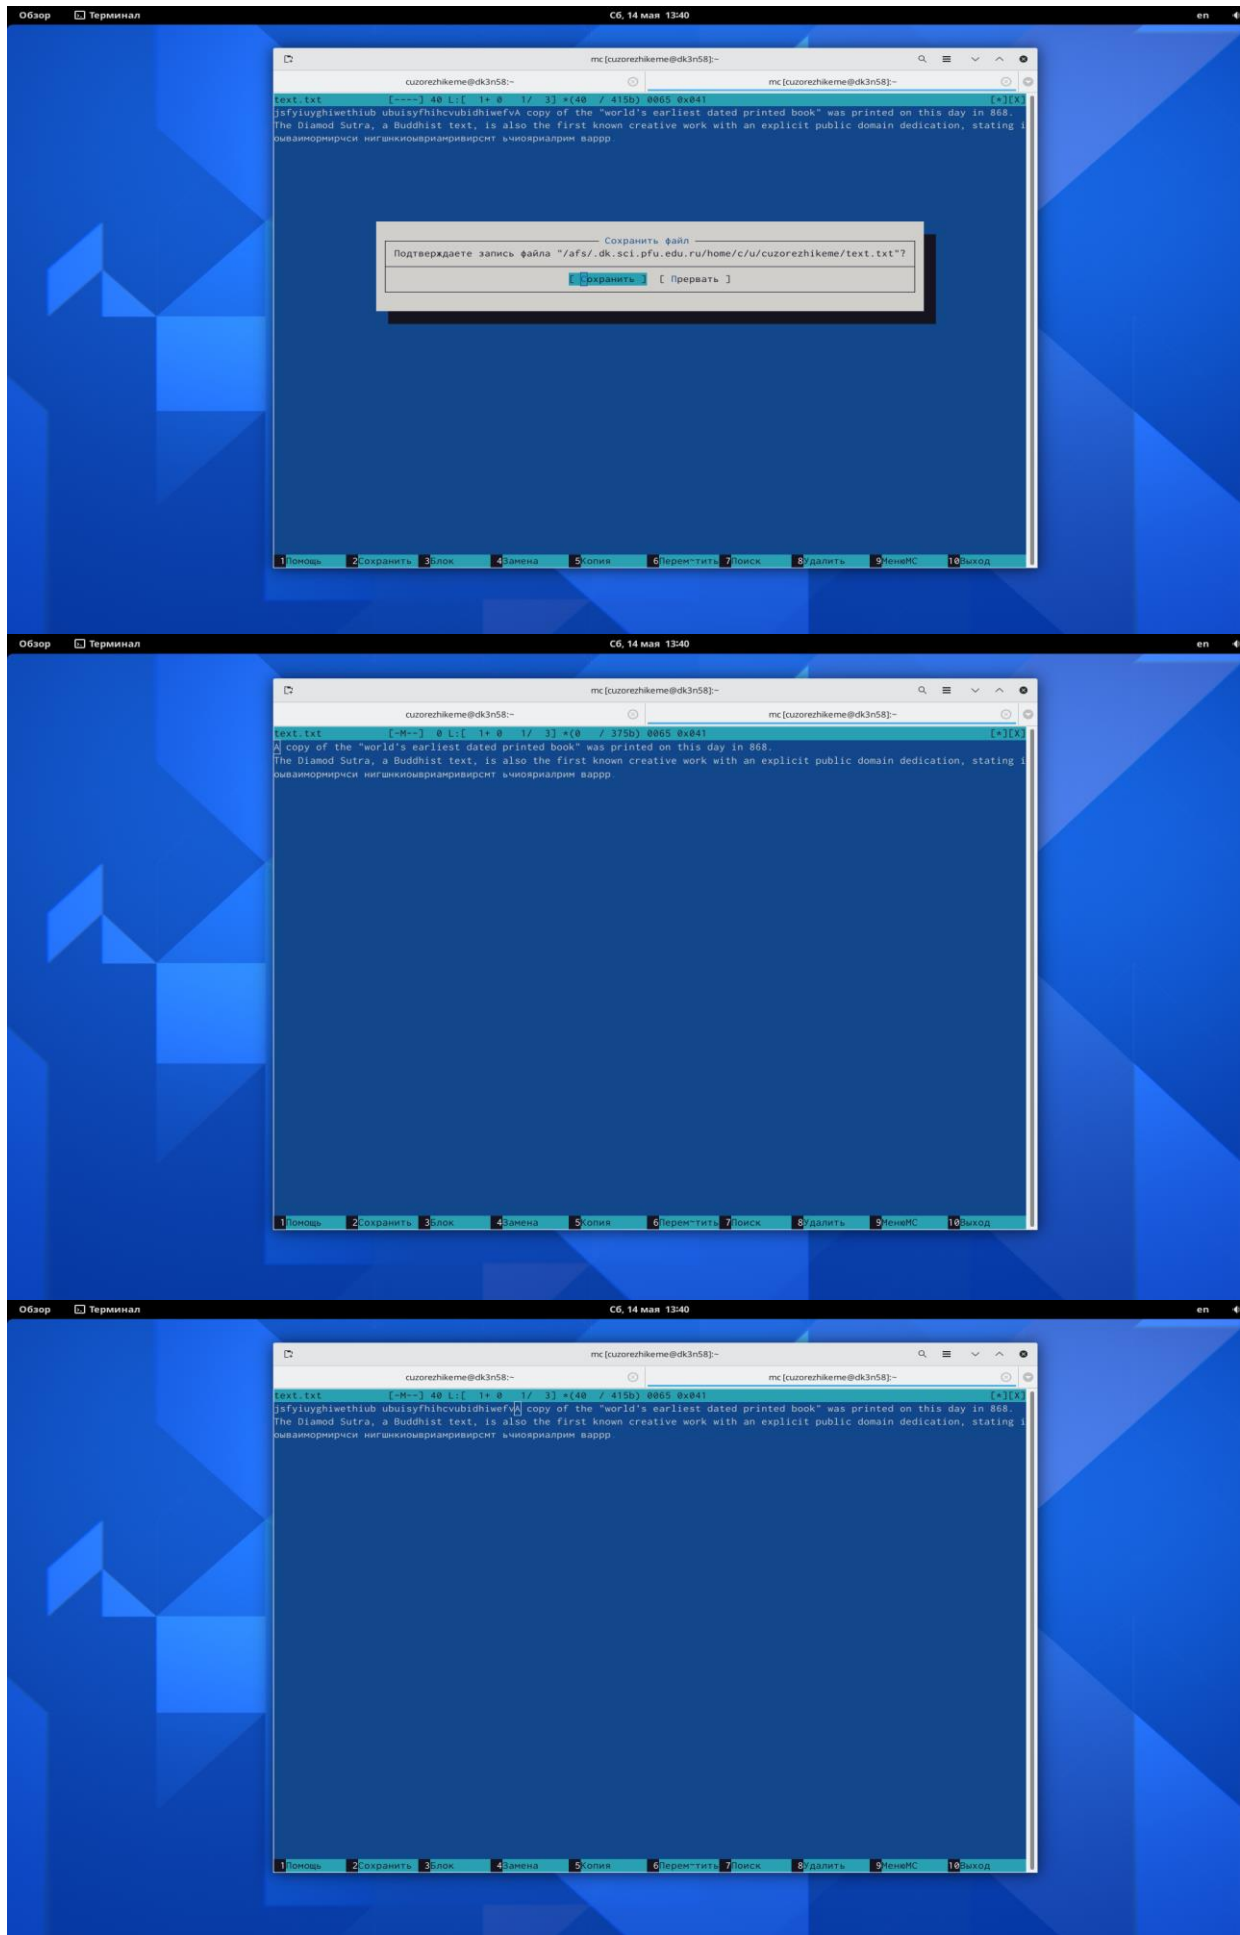 Обзор Терминал Сб, 14 мая 13:40 en
mc [cuzorezhikeme@dk3n58]:~
cuzorezhikeme@dk3n58:~ mc [cuzorezhikeme@dk3n58]:~
text.txt [----] 40 L:[ 1+ 0 1/ 3] *(40 / 415b) 0065 0x041 [*][X]
jsfyiuyghiwethiub ubuisyfhihcvubidhiwefvA copy of the "world's earliest dated printed book" was printed on this day in 868.
The Diamod Sutra, a Buddhist text, is also the first known creative work with an explicit public domain dedication, stating i
Сохранить файл
Подтверждаете запись файла "/afs/.dk.sci.pfu.edu.ru/home/c/u/cuzorezhikeme/text.txt"?
[ Сохранить ] [ Прервать ]
1Помощь 2Сохранить 3Блок 4Замена 5Копия 6Перем~тить 7Поиск 8Удалить 9МенюMC 10Выход
Обзор Терминал Сб, 14 мая 13:40 en
mc [cuzorezhikeme@dk3n58]:~
cuzorezhikeme@dk3n58:~ mc [cuzorezhikeme@dk3n58]:~
text.txt [-M--] 0 L:[ 1+ 0 1/ 3] *(0 / 375b) 0065 0x041 [*][X]
A copy of the "world's earliest dated printed book" was printed on this day in 868.
The Diamod Sutra, a Buddhist text, is also the first known creative work with an explicit public domain dedication, stating i
1Помощь 2Сохранить 3Блок 4Замена 5Копия 6Перем~тить 7Поиск 8Удалить 9МенюMC 10Выход
Обзор Терминал Сб, 14 мая 13:40 en
mc [cuzorezhikeme@dk3n58]:~
cuzorezhikeme@dk3n58:~ mc [cuzorezhikeme@dk3n58]:~
text.txt [-M--] 40 L:[ 1+ 0 1/ 3] *(40 / 415b) 0065 0x041 [*][X]
jsfyiuyghiwethiub ubuisyfhihcvubidhiwefvA copy of the "world's earliest dated printed book" was printed on this day in 868.
The Diamod Sutra, a Buddhist text, is also the first known creative work with an explicit public domain dedication, stating i
1Помощь 2Сохранить 3Блок 4Замена 5Копия 6Перем~тить 7Поиск 8Удалить 9МенюMC 10Выход